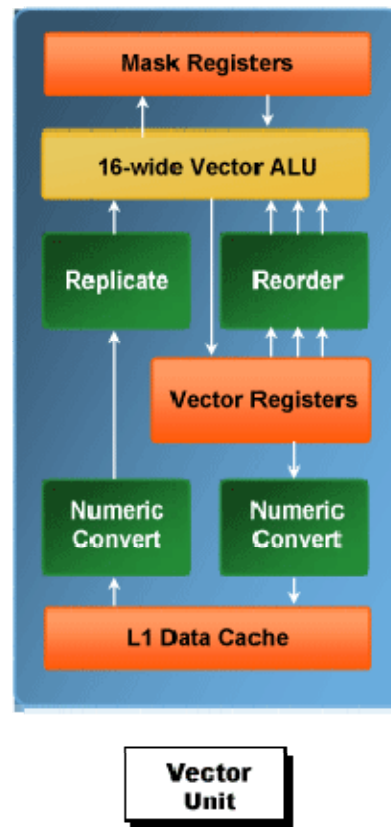 Mask Registers
16-wide Vector ALU
Replicate
Reorder
Vector Registers
Numeric
Convert
Numeric
Convert
L1 Data Cache
Vector
Unit